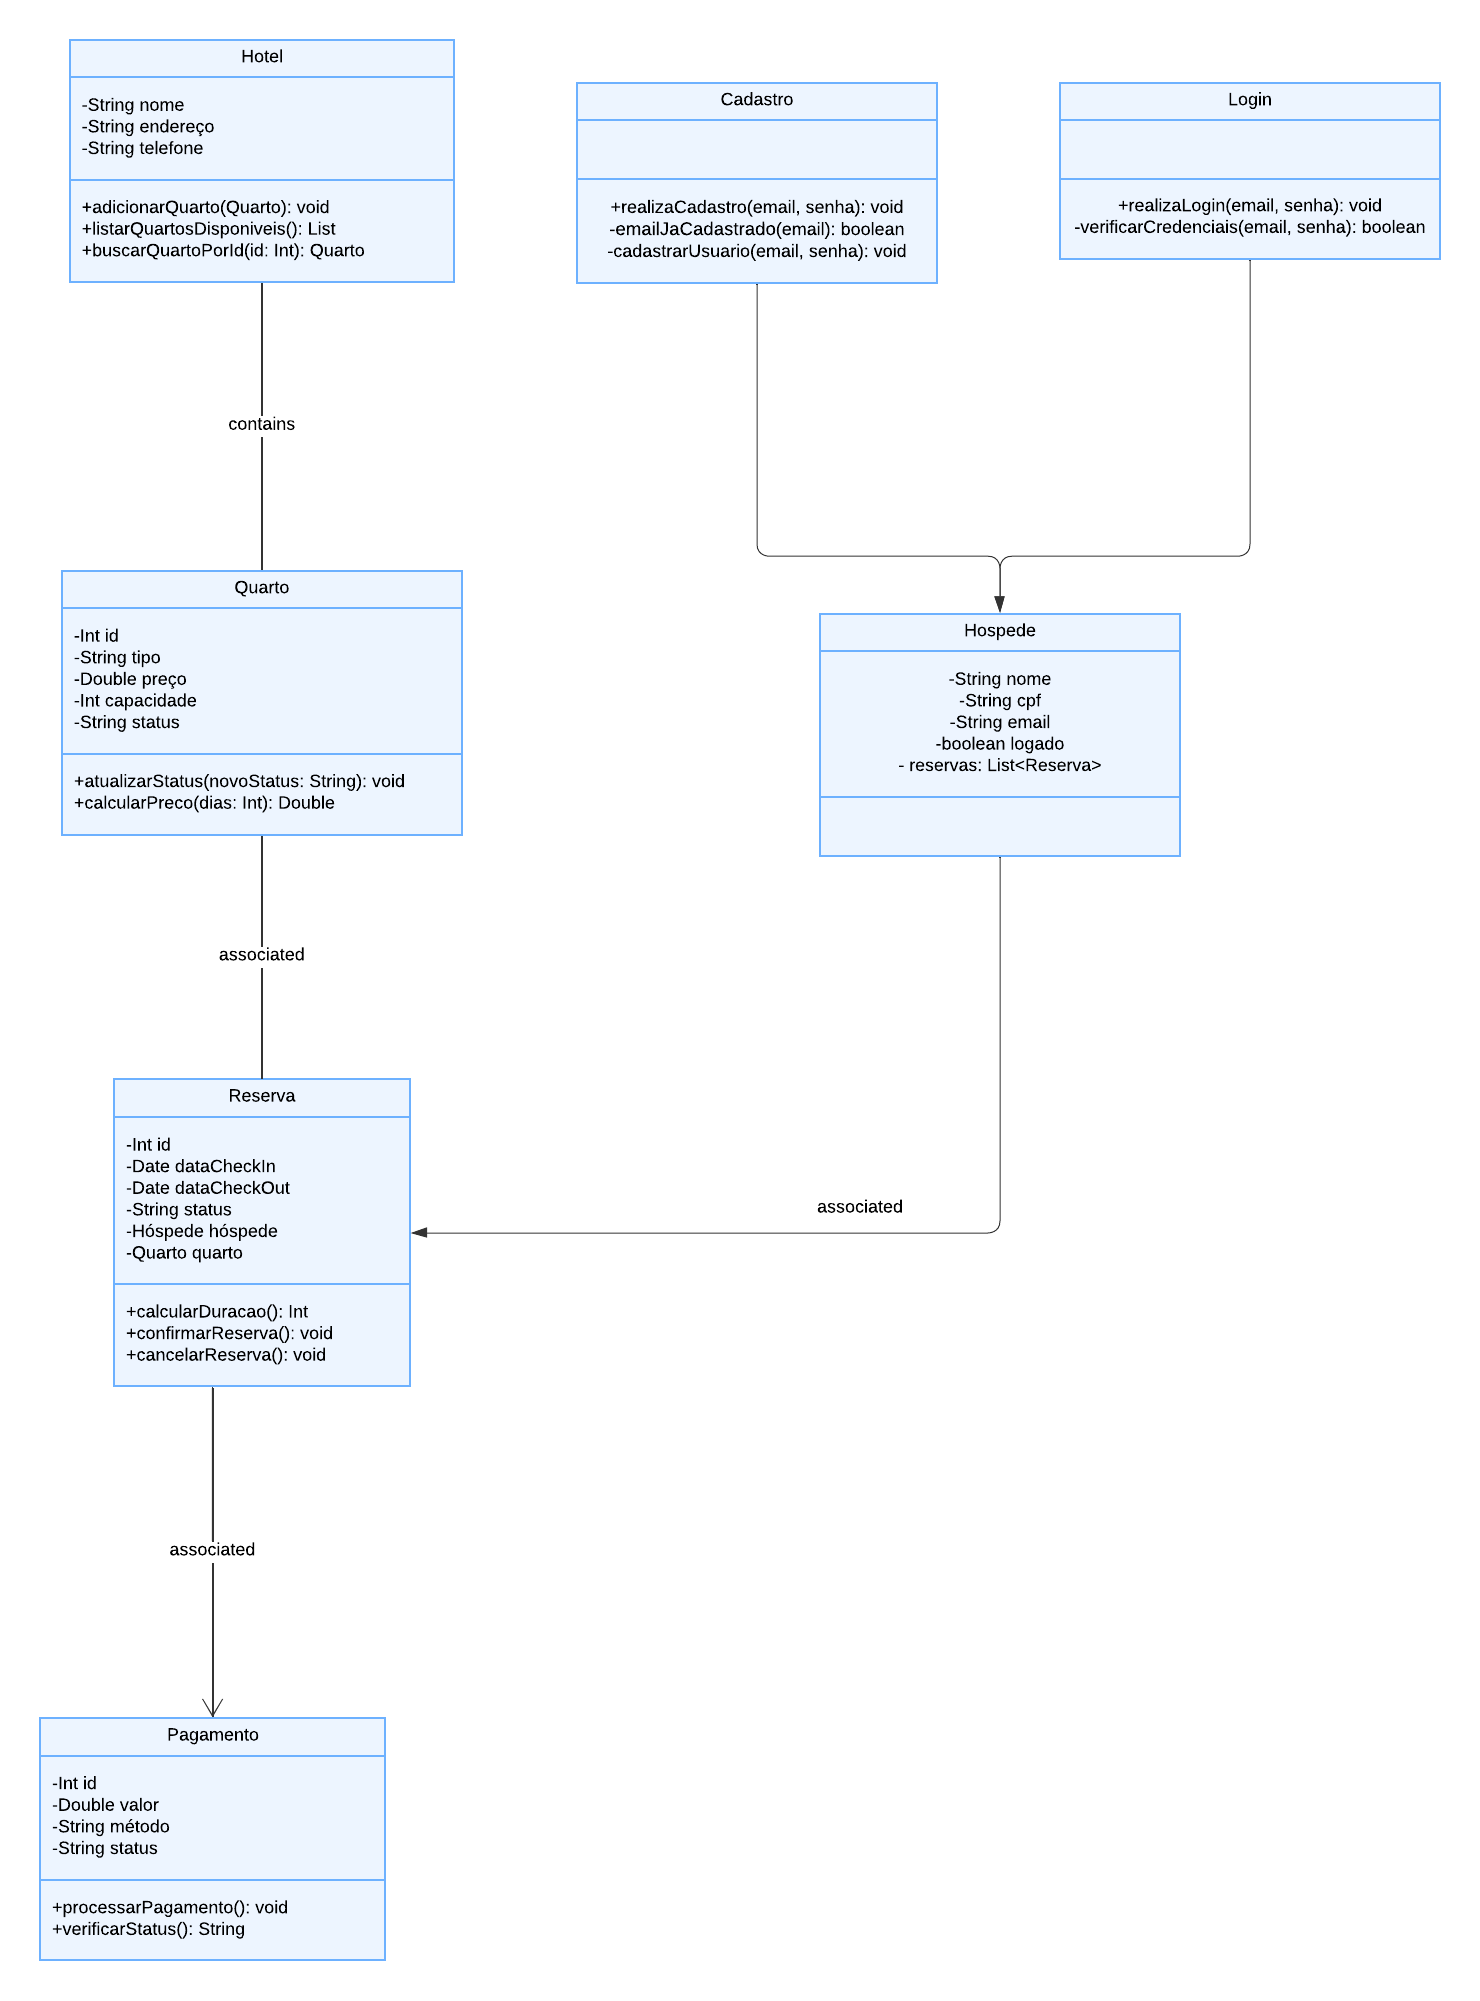 Hotel
-String nome
-String endereço
-String telefone
+adicionarQuarto(Quarto): void
+listarQuartosDisponiveis(): List
+buscarQuartoPorId(id: Int): Quarto
Cadastro
+realizaCadastro(email, senha): void
-emailJaCadastrado(email): boolean
-cadastrarUsuario(email, senha): void
Login
+realizaLogin(email, senha): void
-verificarCredenciais(email, senha): boolean
contains
Quarto
-Int id
-String tipo
-Double preço
-Int capacidade
-String status
+atualizarStatus(novoStatus: String): void
+calcularPreco(dias: Int): Double
Hospede
-String nome
-String cpf
-String email
-boolean logado
- reservas: List<Reserva>
associated
Reserva
-Int id
-Date dataCheckIn
-Date dataCheckOut
-String status
-Hóspede hóspede
-Quarto quarto
+calcularDuracao(): Int
+confirmarReserva(): void
+cancelarReserva(): void
associated
associated
Pagamento
-Int id
-Double valor
-String método
-String status
+processarPagamento(): void
+verificarStatus(): String